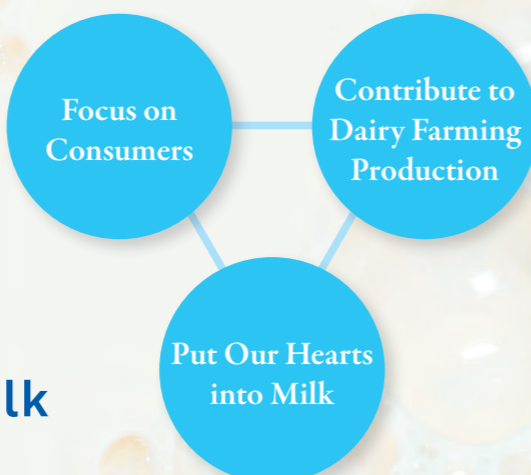 Focus on
Consumers
Contribute to
Dairy Farming
Production
Put Our Hearts
into Milk
lk